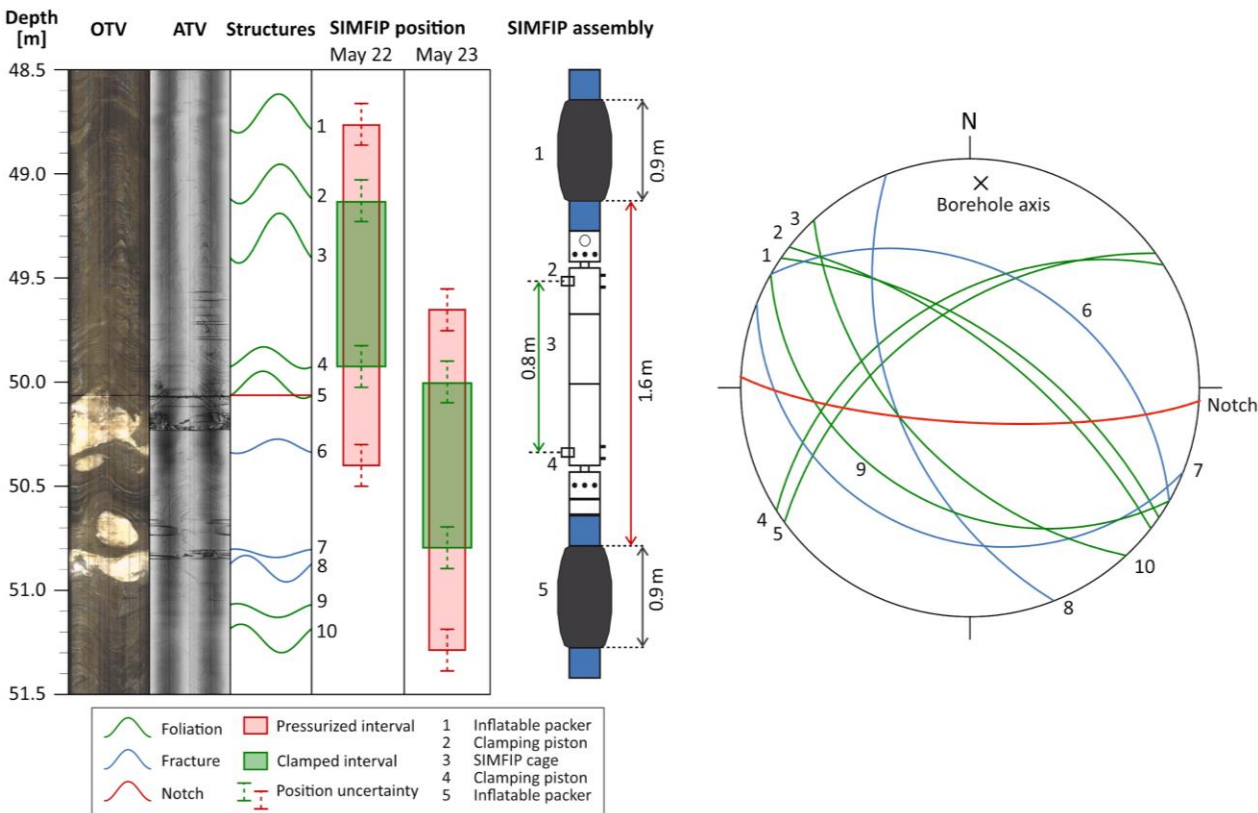 Depth
[m]
OTV
ATV
Structures
SIMFIP position
SIMFIP assembly
May 22
May 23
48.5
49.0
49.5
50.0
50.5
51.0
51.5
1
2
3
4
5
6
7
8
9
10
1
2
3
4
5
0.9 m
0.8 m
1.6 m
0.9 m
N
Borehole axis
Notch
1
2
3
4
5
6
7
8
9
10
Foliation
Fracture
Notch
Pressurized interval
Clamped interval
Position uncertainty
1 Inflatable packer
2 Clamping piston
3 SIMFIP cage
4 Clamping piston
5 Inflatable packer